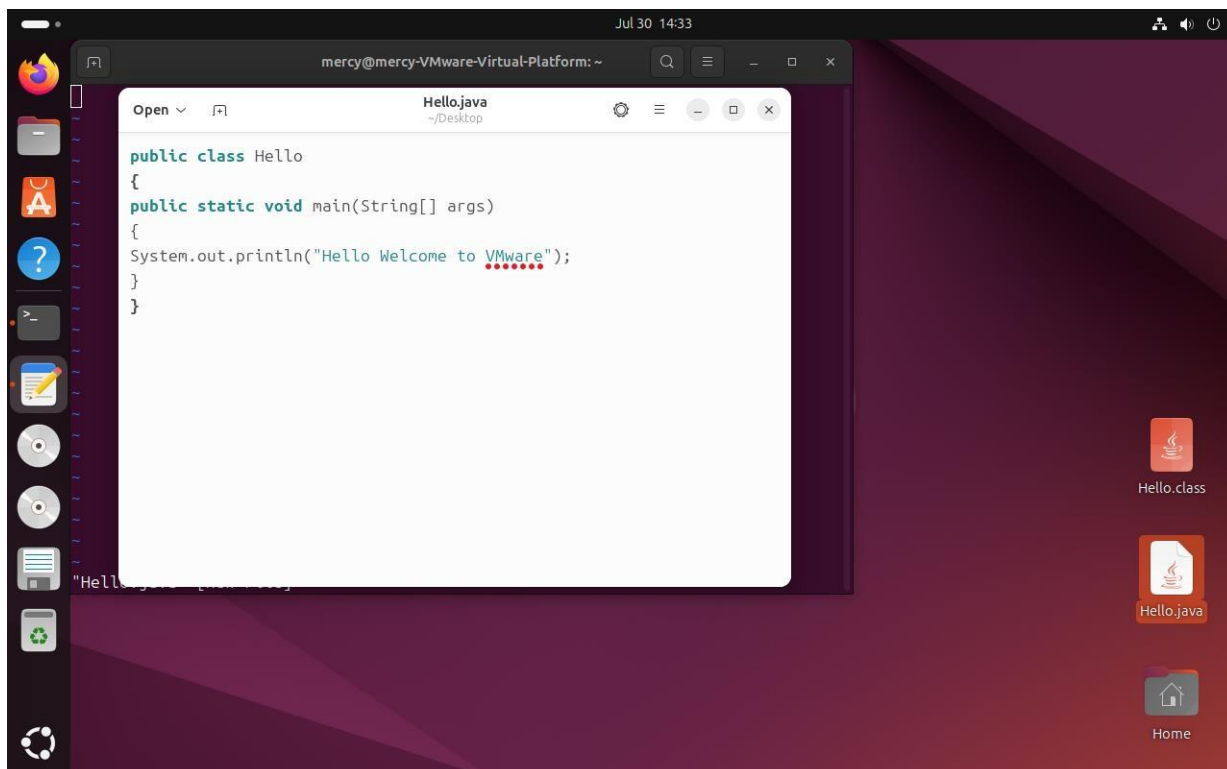 Jul 30 14:33
mercy@mercy-VMware-Virtual-Platform: ~
Open
Hello.java
~/Desktop
public class Hello
{
public static void main(String[] args)
{
System.out.println("Hello Welcome to VMware");
}
}
"Hell
Hello.class
Hello.java
Home